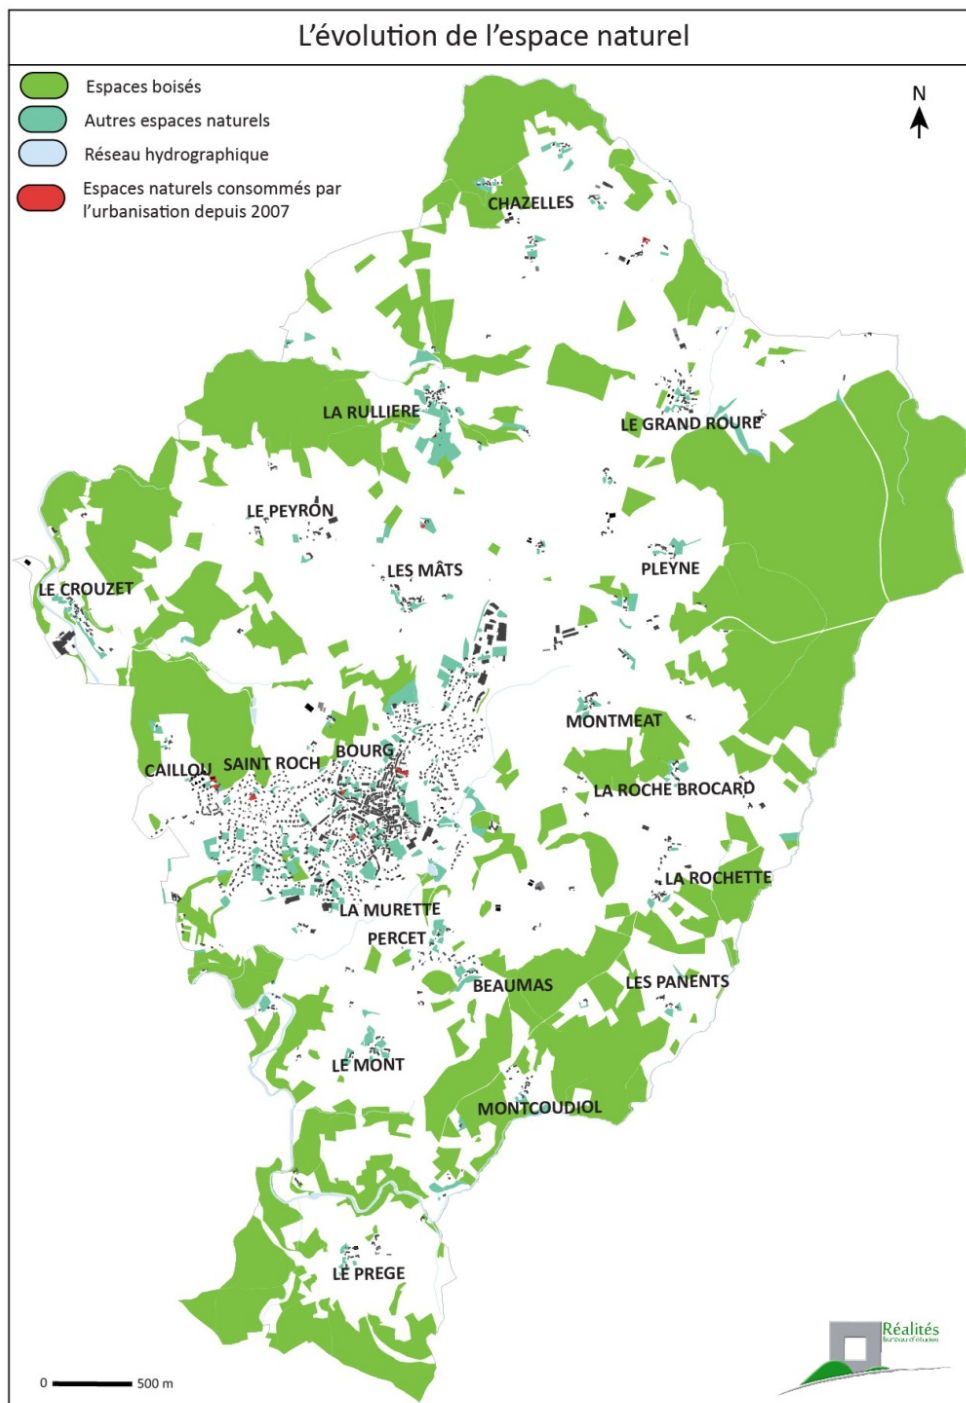 L'évolution de l'espace naturel
Espaces boisés
Autres espaces naturels
Réseau hydrographique
Espaces naturels consommés par
l'urbanisation depuis 2007
N
CHAZELLES
LA RULLIERE
LE GRAND ROURE
LE PEYRON
LES MÂTS
PLEYNE
LE CROUZET
MONTMEAT
BOURG
SAINT ROCH
CAILLOU
LA ROCHE BROCARD
LA ROCHETTE
LA MURETTE
PERCET
BEAUMAS
LES PANENTS
LE MONT
MONTCOUDIOL
LE PREGE
Réalités
Bureau d'études
0 500 m